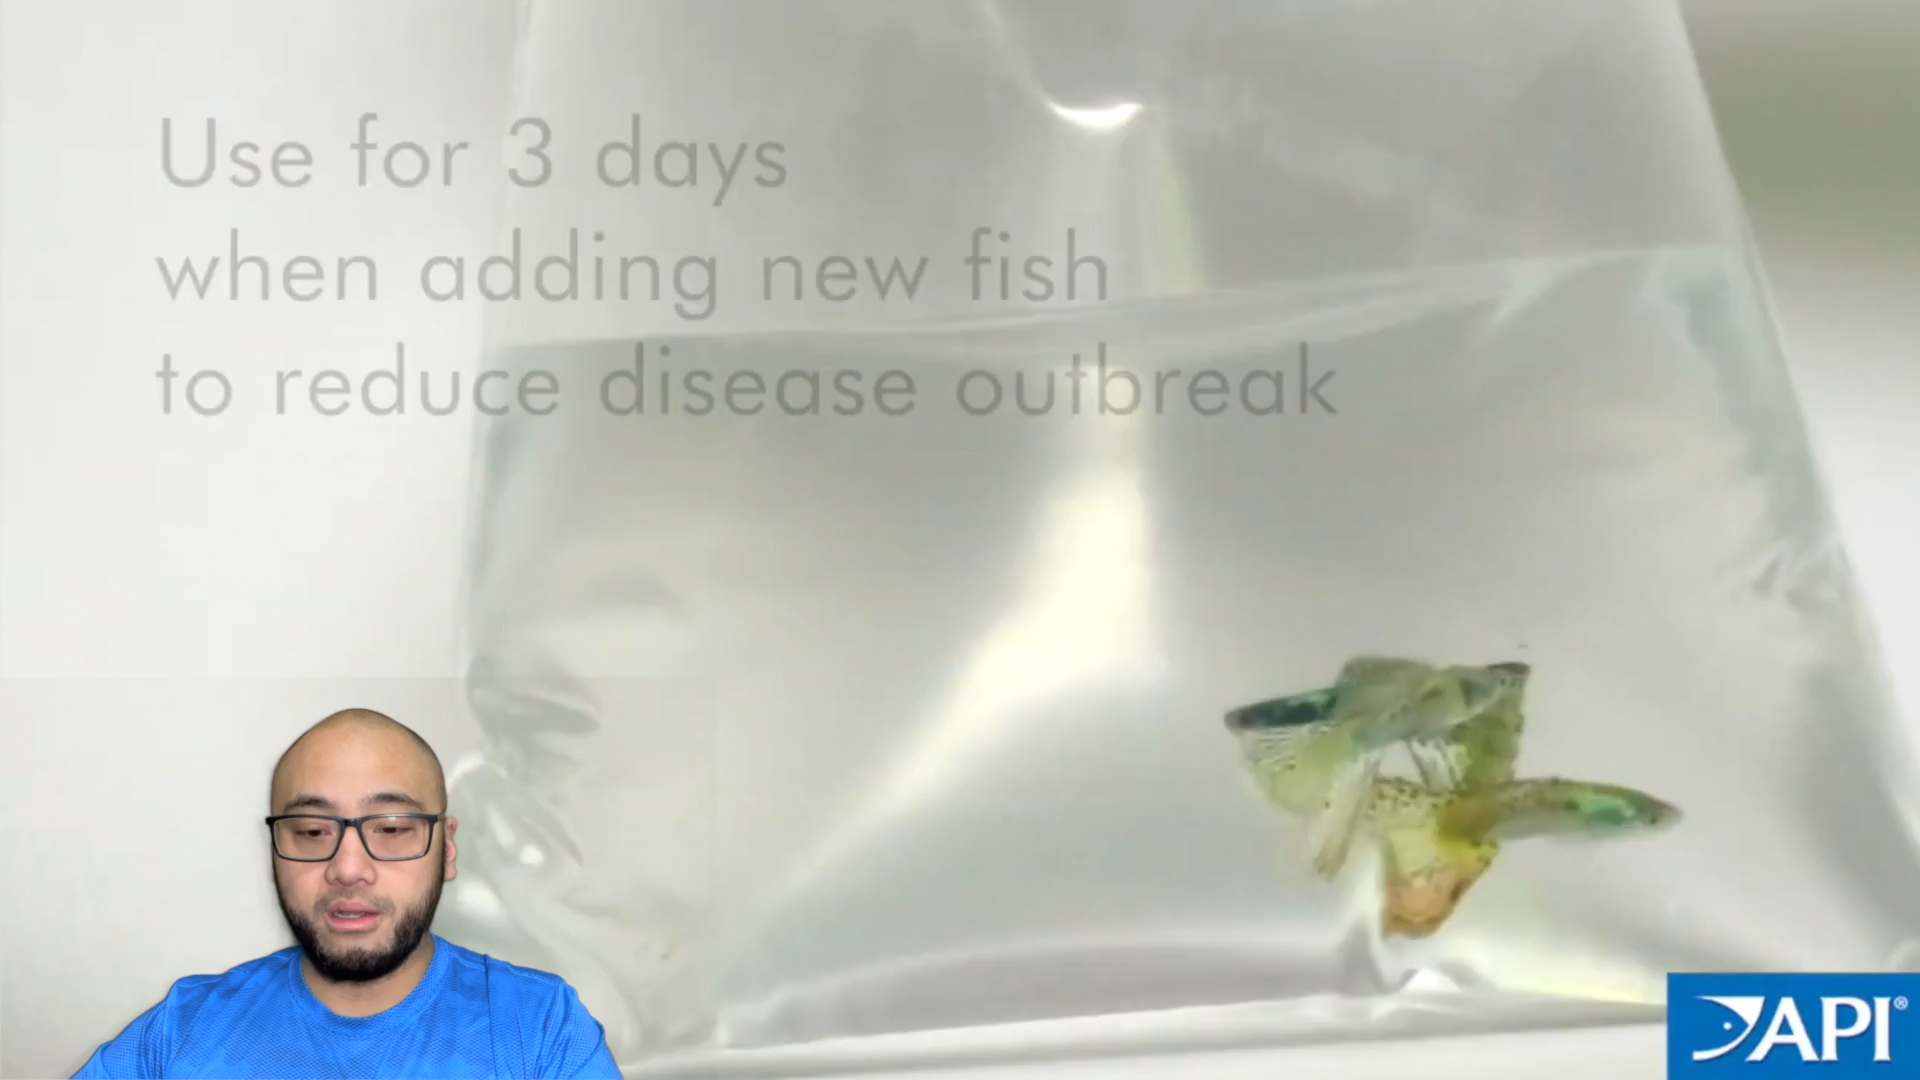 Use for 3 days
when adding new fish
to reduce disease outbreak
API®